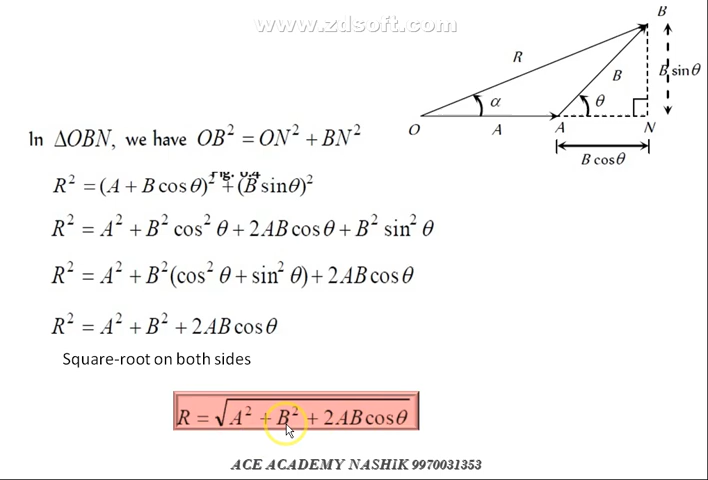 www.zdsoft.com
B
R
B
B sinθ
α
θ
O
A
A
N
B cosθ
In ΔOBN, we have OB² = ON² + BN²
R² = (A + B cos θ)² + (B sinθ)²
R² = A² + B² cos² θ + 2AB cosθ + B² sin² θ
R² = A² + B²(cos² θ + sin² θ) + 2AB cosθ
R² = A² + B² + 2AB cosθ
Square-root on both sides
R = √(A² + B² + 2AB cosθ)
ACE ACADEMY NASHIK 9970031353